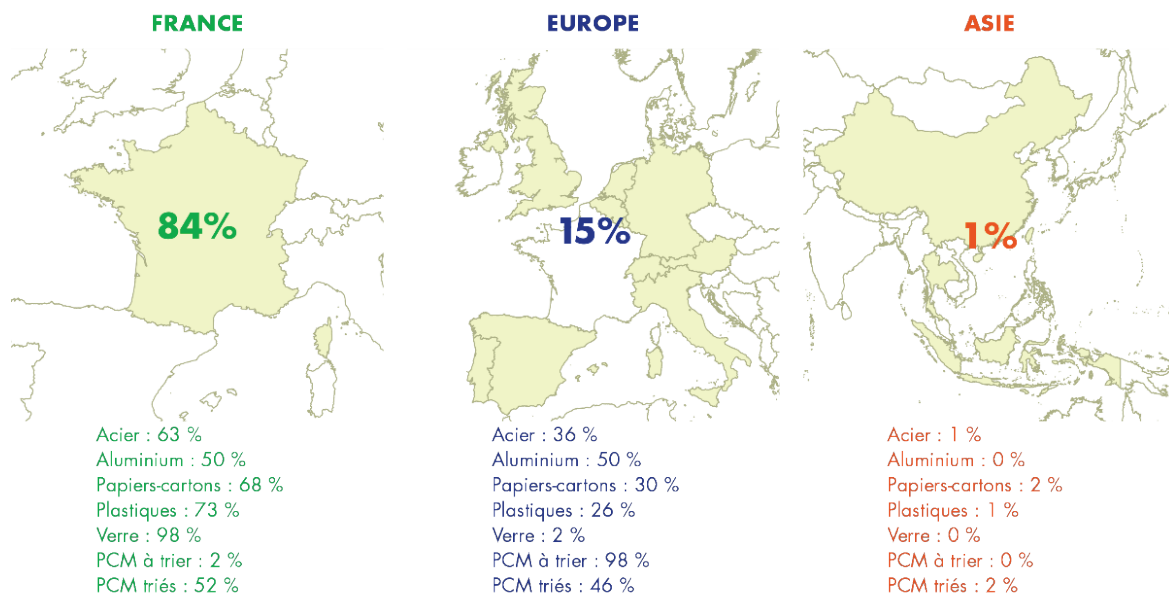 FRANCE
84%
Acier : 63 %
Aluminium : 50 %
Papiers-cartons : 68 %
Plastiques : 73 %
Verre : 98 %
PCM à trier : 2 %
PCM triés : 52 %
EUROPE
15%
Acier : 36 %
Aluminium : 50 %
Papiers-cartons : 30 %
Plastiques : 26 %
Verre : 2 %
PCM à trier : 98 %
PCM triés : 46 %
ASIE
1%
Acier : 1 %
Aluminium : 0 %
Papiers-cartons : 2 %
Plastiques : 1 %
Verre : 0 %
PCM à trier : 0 %
PCM triés : 2 %